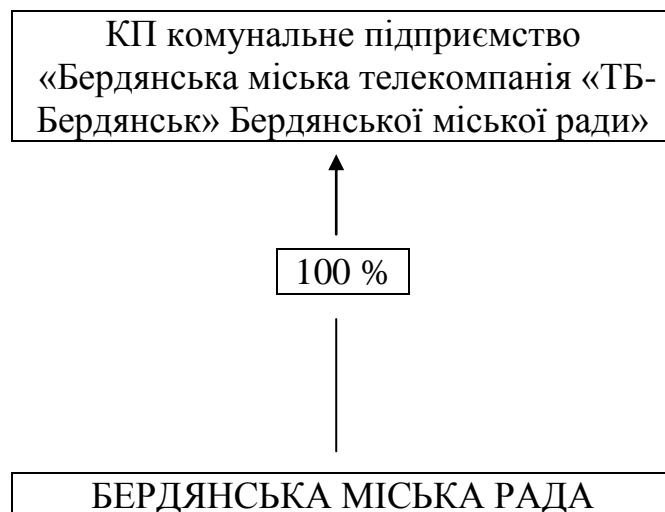 КП комунальне підприємство
«Бердянська міська телекомпанія «ТБ-
Бердянськ» Бердянської міської ради»
100 %
БЕРДЯНСЬКА МІСЬКА РАДА